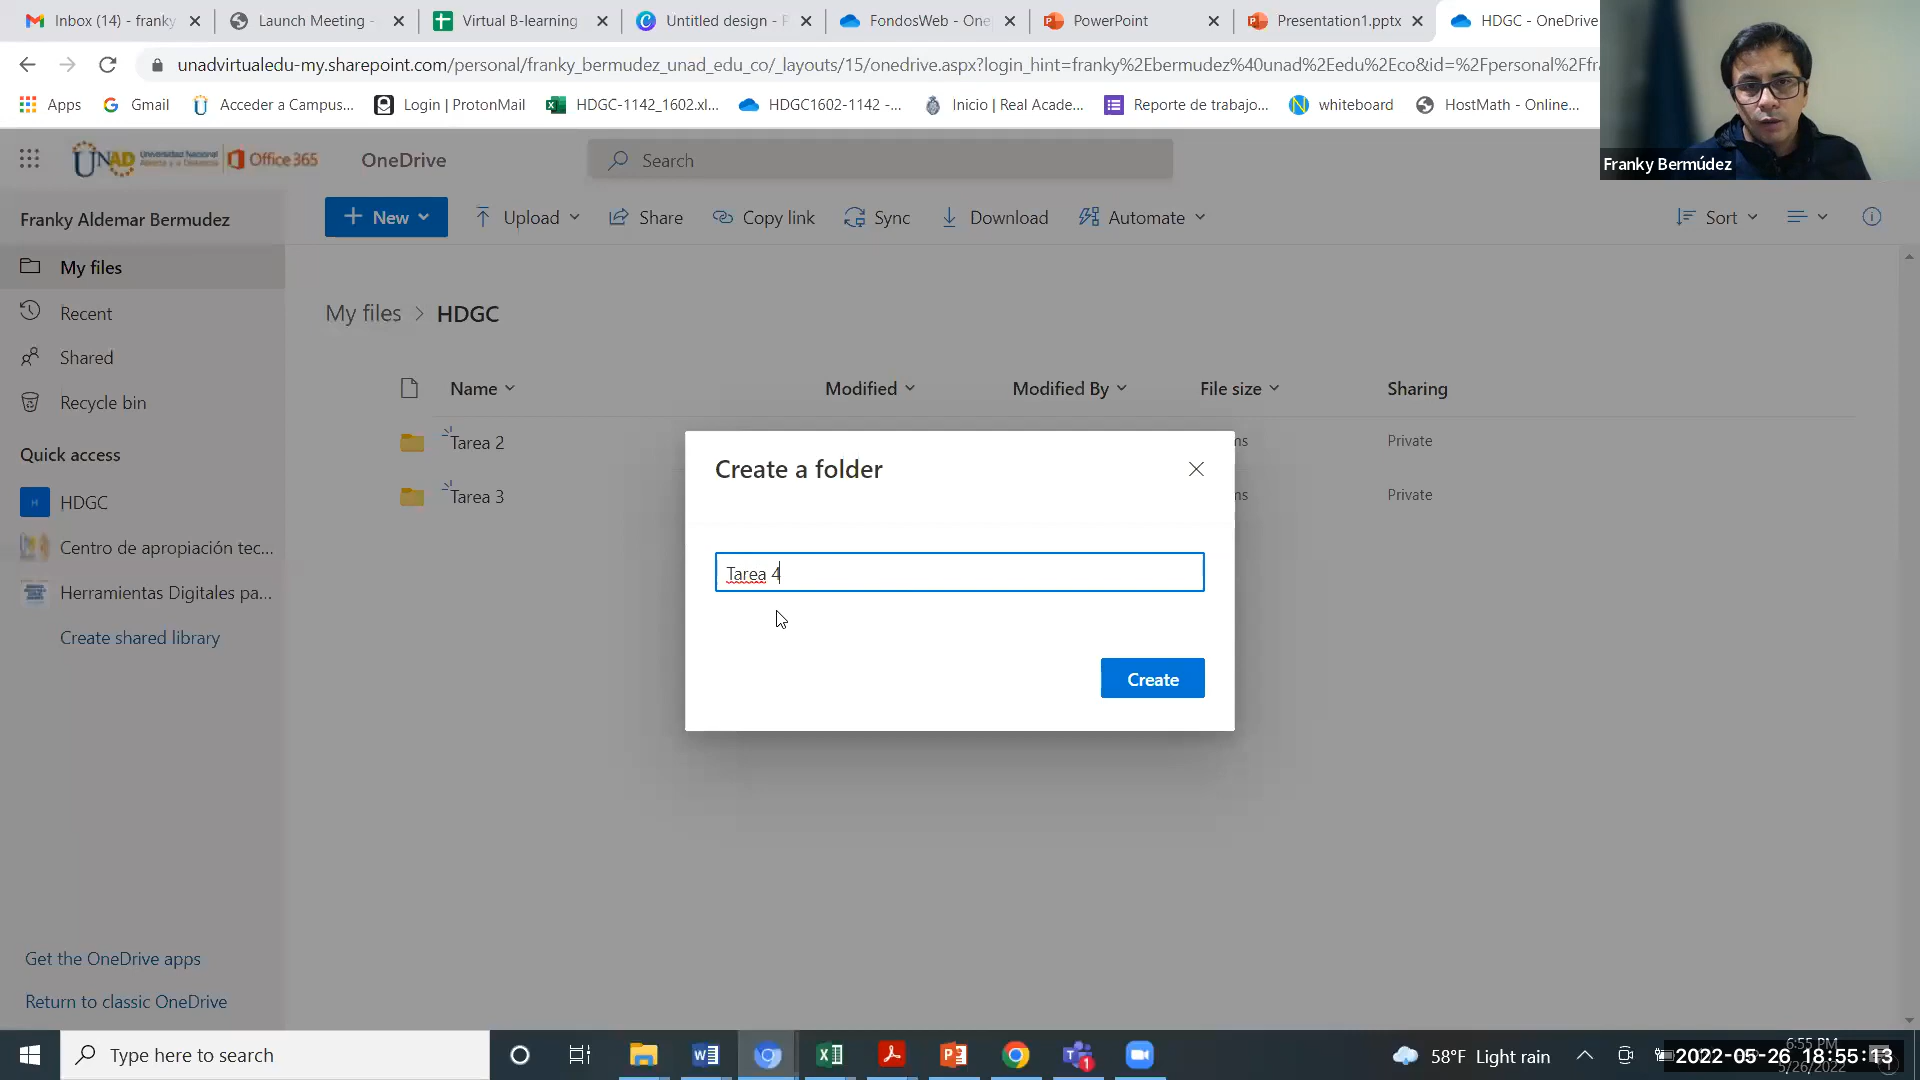 Inbox (14) - franky
Launch Meeting -
Virtual B-learning
Untitled design - P
FondosWeb - One
PowerPoint
Presentation1.pptx
HDGC - OneDrive
unadvirtualedu-my.sharepoint.com/personal/franky_bermudez_unad_edu_co/_layouts/15/onedrive.aspx?login_hint=franky%2Ebermudez%40unad%2Eedu%2Eco&id=%2Fpersonal%2Ffra
Apps
Gmail
Acceder a Campus...
Login | ProtonMail
HDGC-1142_1602.xl...
HDGC1602-1142 -...
Inicio | Real Acade...
Reporte de trabajo...
whiteboard
HostMath - Online...
Franky Bermúdez
UNAD Universidad Nacional Abierta y a Distancia
Office 365
OneDrive
Search
Franky Aldemar Bermudez
New
Upload
Share
Copy link
Sync
Download
Automate
Sort
My files
Recent
Shared
Recycle bin
Quick access
HDGC
Centro de apropiación tec...
Herramientas Digitales pa...
Create shared library
Get the OneDrive apps
Return to classic OneDrive
My files > HDGC
Name
Modified
Modified By
File size
Sharing
Tarea 2
ms
Private
Tarea 3
ms
Private
Create a folder
Tarea 4
Create
Type here to search
58°F Light rain
6:55 PM
5/26/2022
2022-05-26 18:55:13